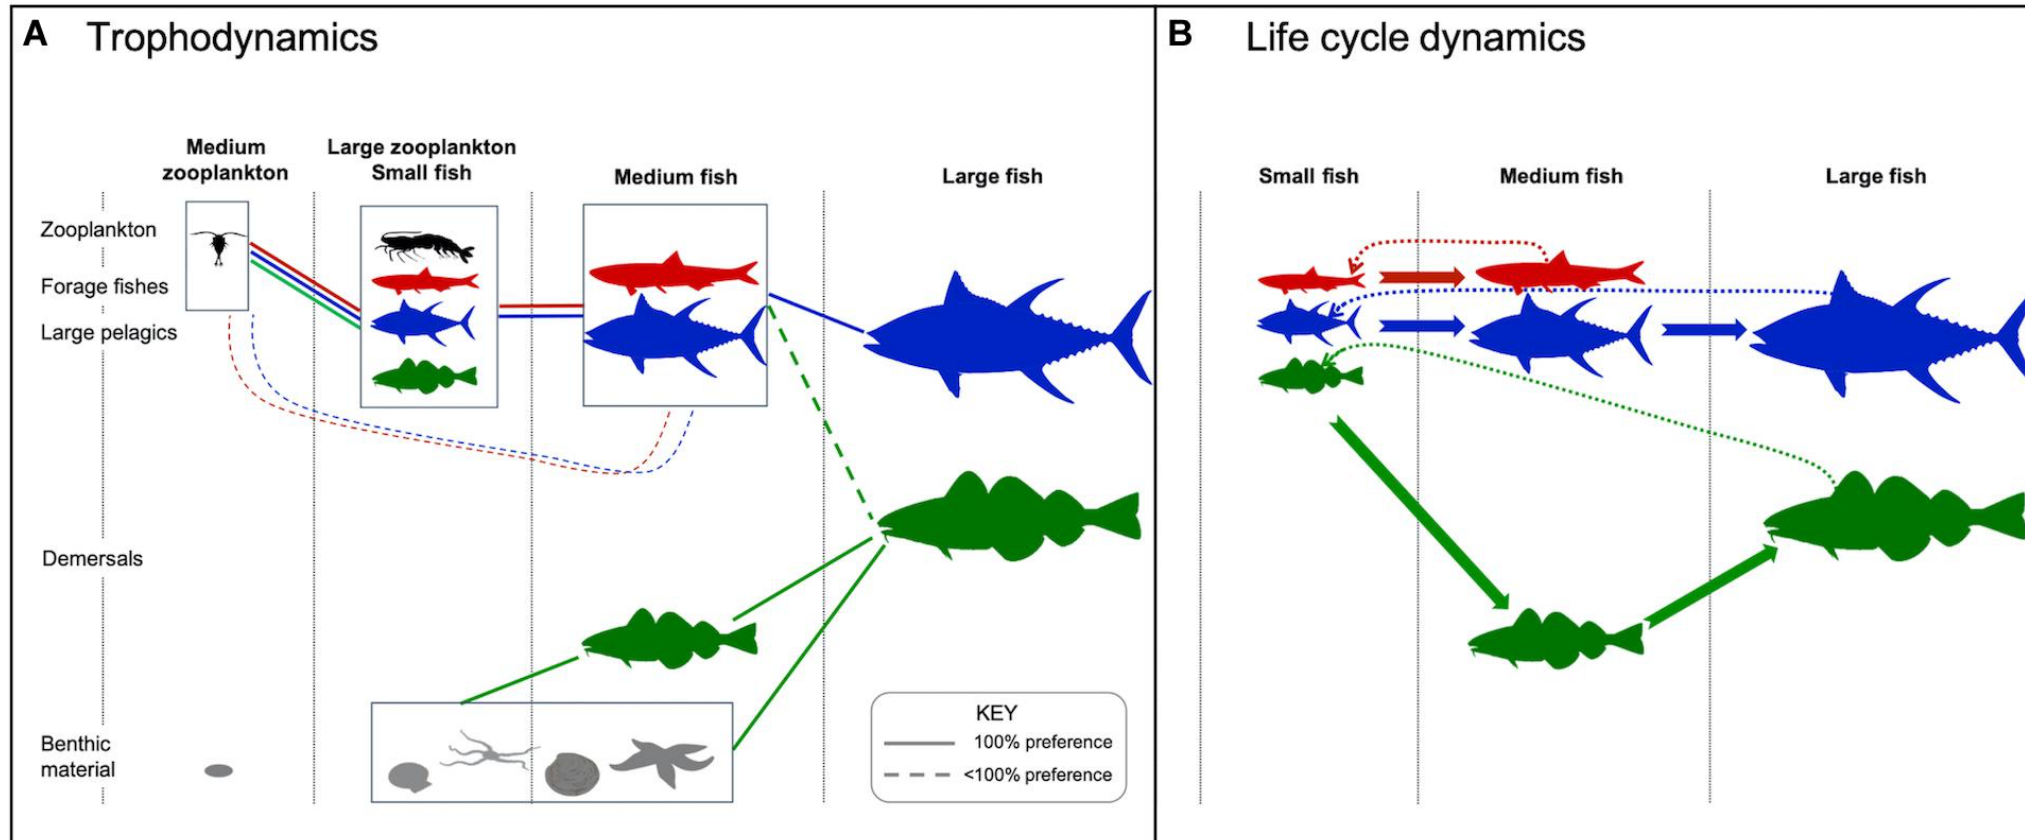 A Trophodynamics
Medium
zooplankton
Large zooplankton
Small fish
Medium fish
Large fish
Zooplankton
Forage fishes
Large pelagics
Demersals
Benthic
material
KEY
100% preference
<100% preference
B Life cycle dynamics
Small fish
Medium fish
Large fish